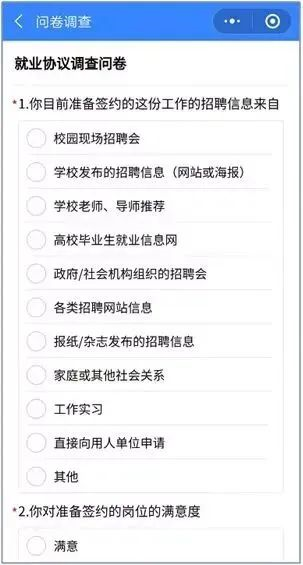 问卷调查
就业协议调查问卷
*1.你目前准备签约的这份工作的招聘信息来自
校园现场招聘会
学校发布的招聘信息（网站或海报）
学校老师、导师推荐
高校毕业生就业信息网
政府/社会机构组织的招聘会
各类招聘网站信息
报纸/杂志发布的招聘信息
家庭或其他社会关系
工作实习
直接向用人单位申请
其他
*2.你对准备签约的岗位的满意度
满意